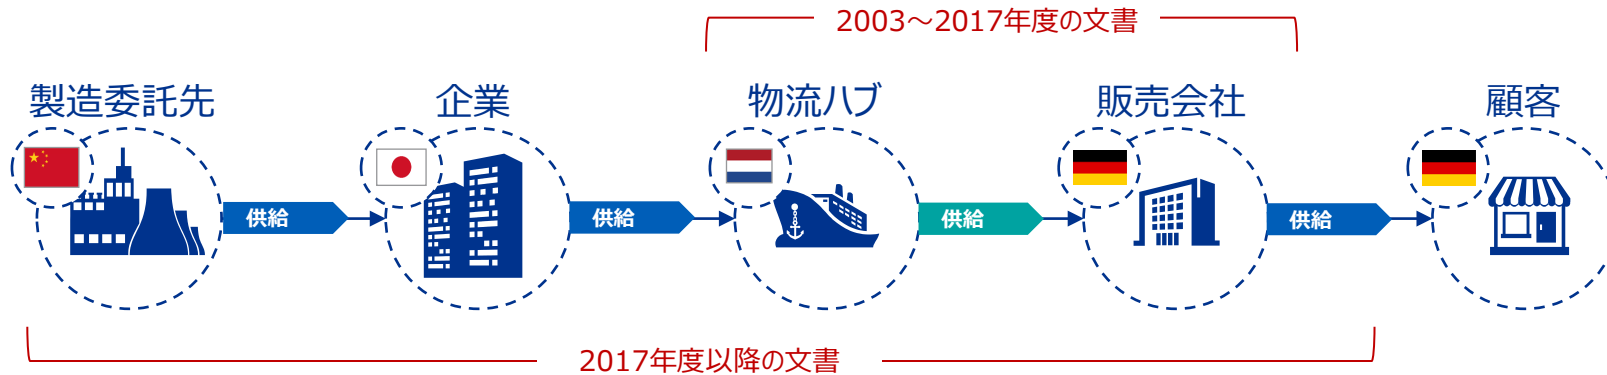 2003～2017年度の文書
製造委託先
企業
物流ハブ
販売会社
顧客
供給
供給
供給
供給
2017年度以降の文書